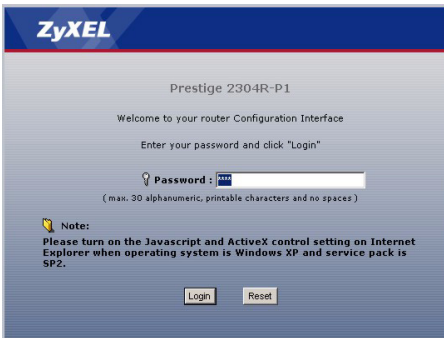 ZyXEL
Prestige 2304R-P1
Welcome to your router Configuration Interface
Enter your password and click "Login"
Password : ****
( max. 30 alphanumeric, printable characters and no spaces )
Note:
Please turn on the Javascript and ActiveX control setting on Internet
Explorer when operating system is Windows XP and service pack is
SP2.
Login Reset